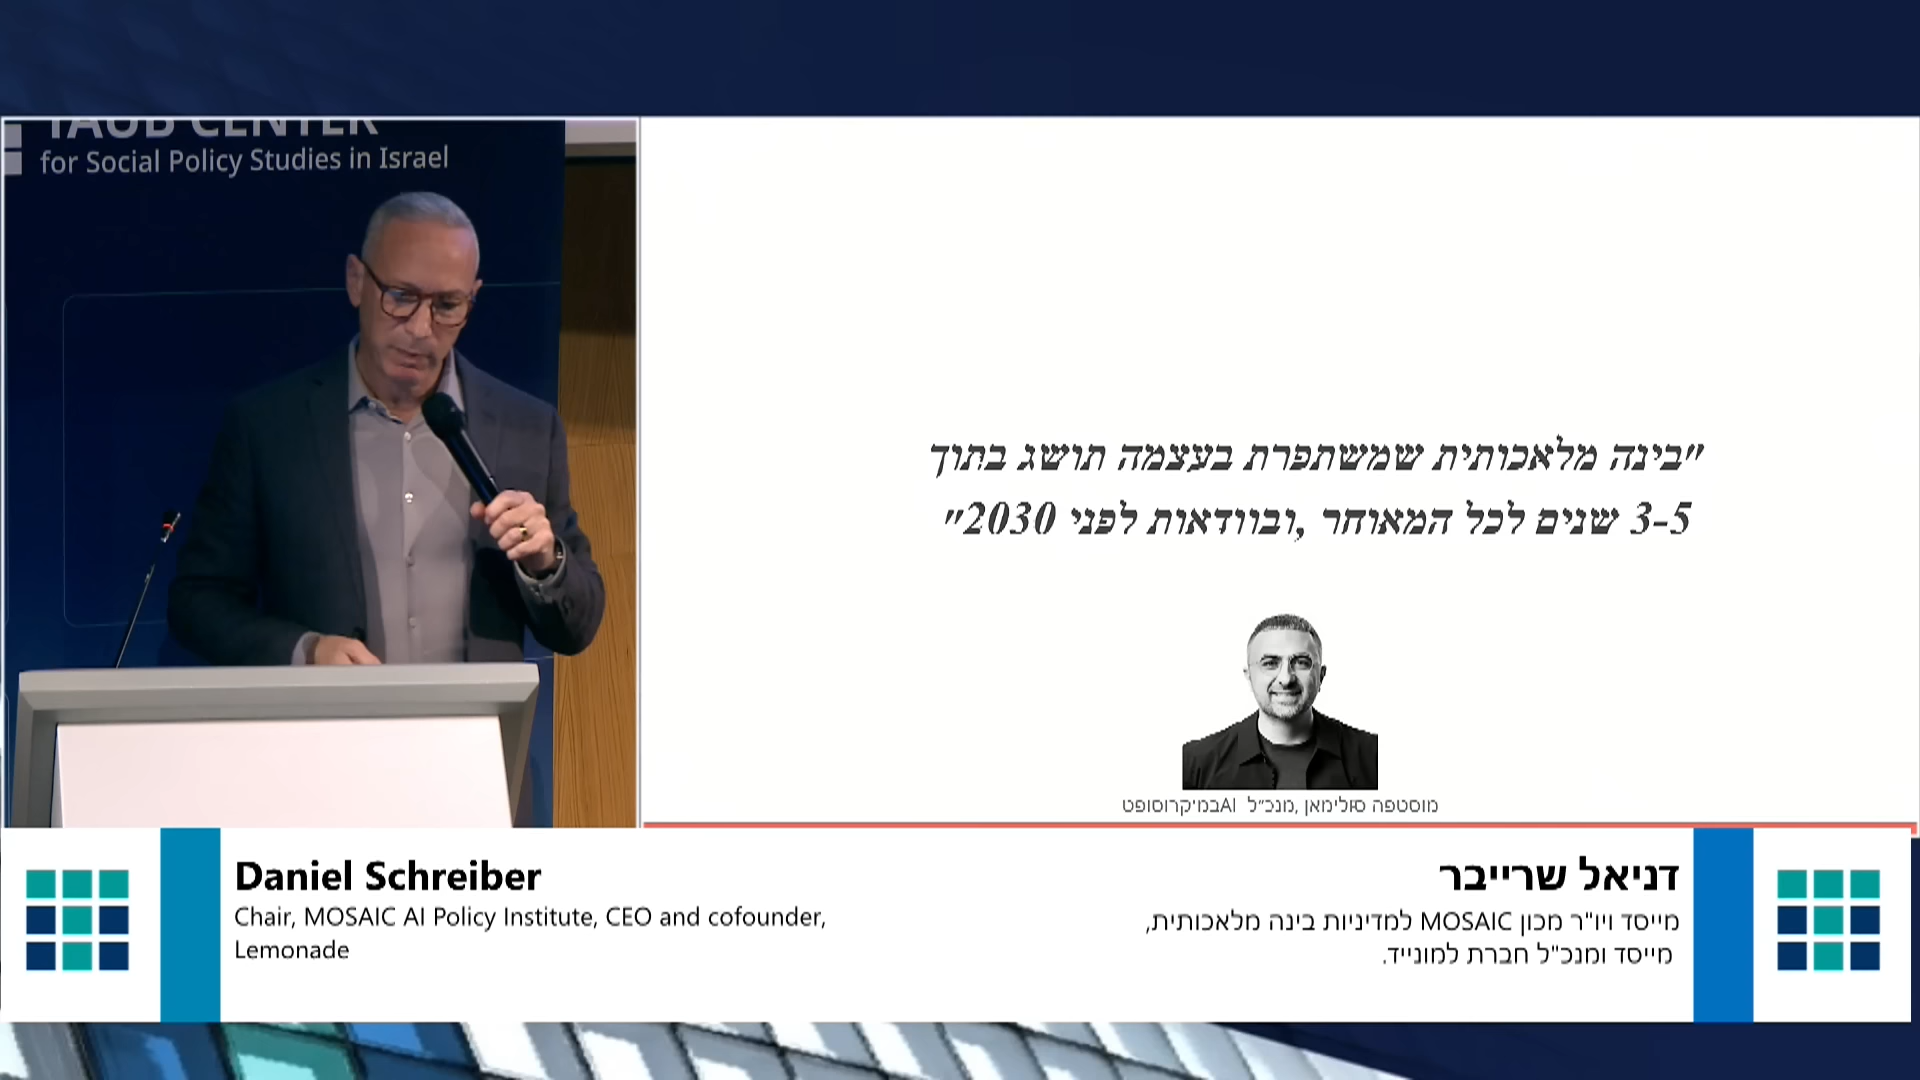 TAUB CENTER
for Social Policy Studies in Israel
"בינה מלאכותית שמשתפרת בעצמה תושג בתוך
3-5 שנים לכל המאוחר ,ובוודאות לפני 2030"
מוסטפה סולימאן ,מנכ"ל AIבמיקרוסופט
Daniel Schreiber
Chair, MOSAIC AI Policy Institute, CEO and cofounder,
Lemonade
דניאל שרייבר
מייסד ויו"ר מכון MOSAIC למדיניות בינה מלאכותית,
מייסד ומנכ"ל חברת למונייד.